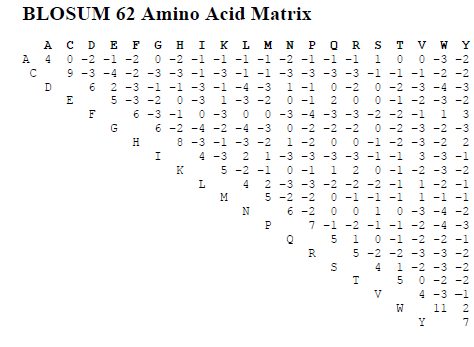 BLOSUM 62 Amino Acid Matrix
A C D E F G H I K L M N P Q R S T V W Y
A 4 0 -2 -1 -2 0 -2 -1 -1 -1 -1 -2 -1 -1 -1 1 0 0 -3 -2
C 9 -3 -4 -2 -3 -3 -1 -3 -1 -1 -3 -3 -3 -3 -1 -1 -1 -2 -2
D 6 2 -3 -1 -1 -3 -1 -4 -3 1 -1 0 -2 0 -2 -3 -4 -3
E 5 -3 -2 0 -3 1 -3 -2 0 -1 2 0 0 -1 -2 -3 -2
F 6 -3 -1 0 -3 0 0 -3 -4 -3 -3 -2 -2 -1 1 3
G 6 -2 -4 -2 -4 -3 0 -2 -2 -2 0 -2 -3 -2 -3
H 8 -3 -1 -3 -2 1 -2 0 0 -1 -2 -3 -2 2
I 4 -3 2 1 -3 -3 -3 -3 -1 -1 3 -3 -1
K 5 -2 -1 0 -1 1 2 0 -1 -2 -3 -2
L 4 2 -3 -3 -2 -2 -2 -1 1 -2 -1
M 5 -2 -2 0 -1 -1 -1 1 -1 -1
N 6 -2 0 0 1 0 -3 -4 -2
P 7 -1 -2 -1 -1 -2 -4 -3
Q 5 1 0 -1 -2 -2 -1
R 5 -2 -2 -3 -3 -2
S 4 1 -2 -3 -2
T 5 0 -2 -2
V 4 -3 -1
W 11 2
Y 7